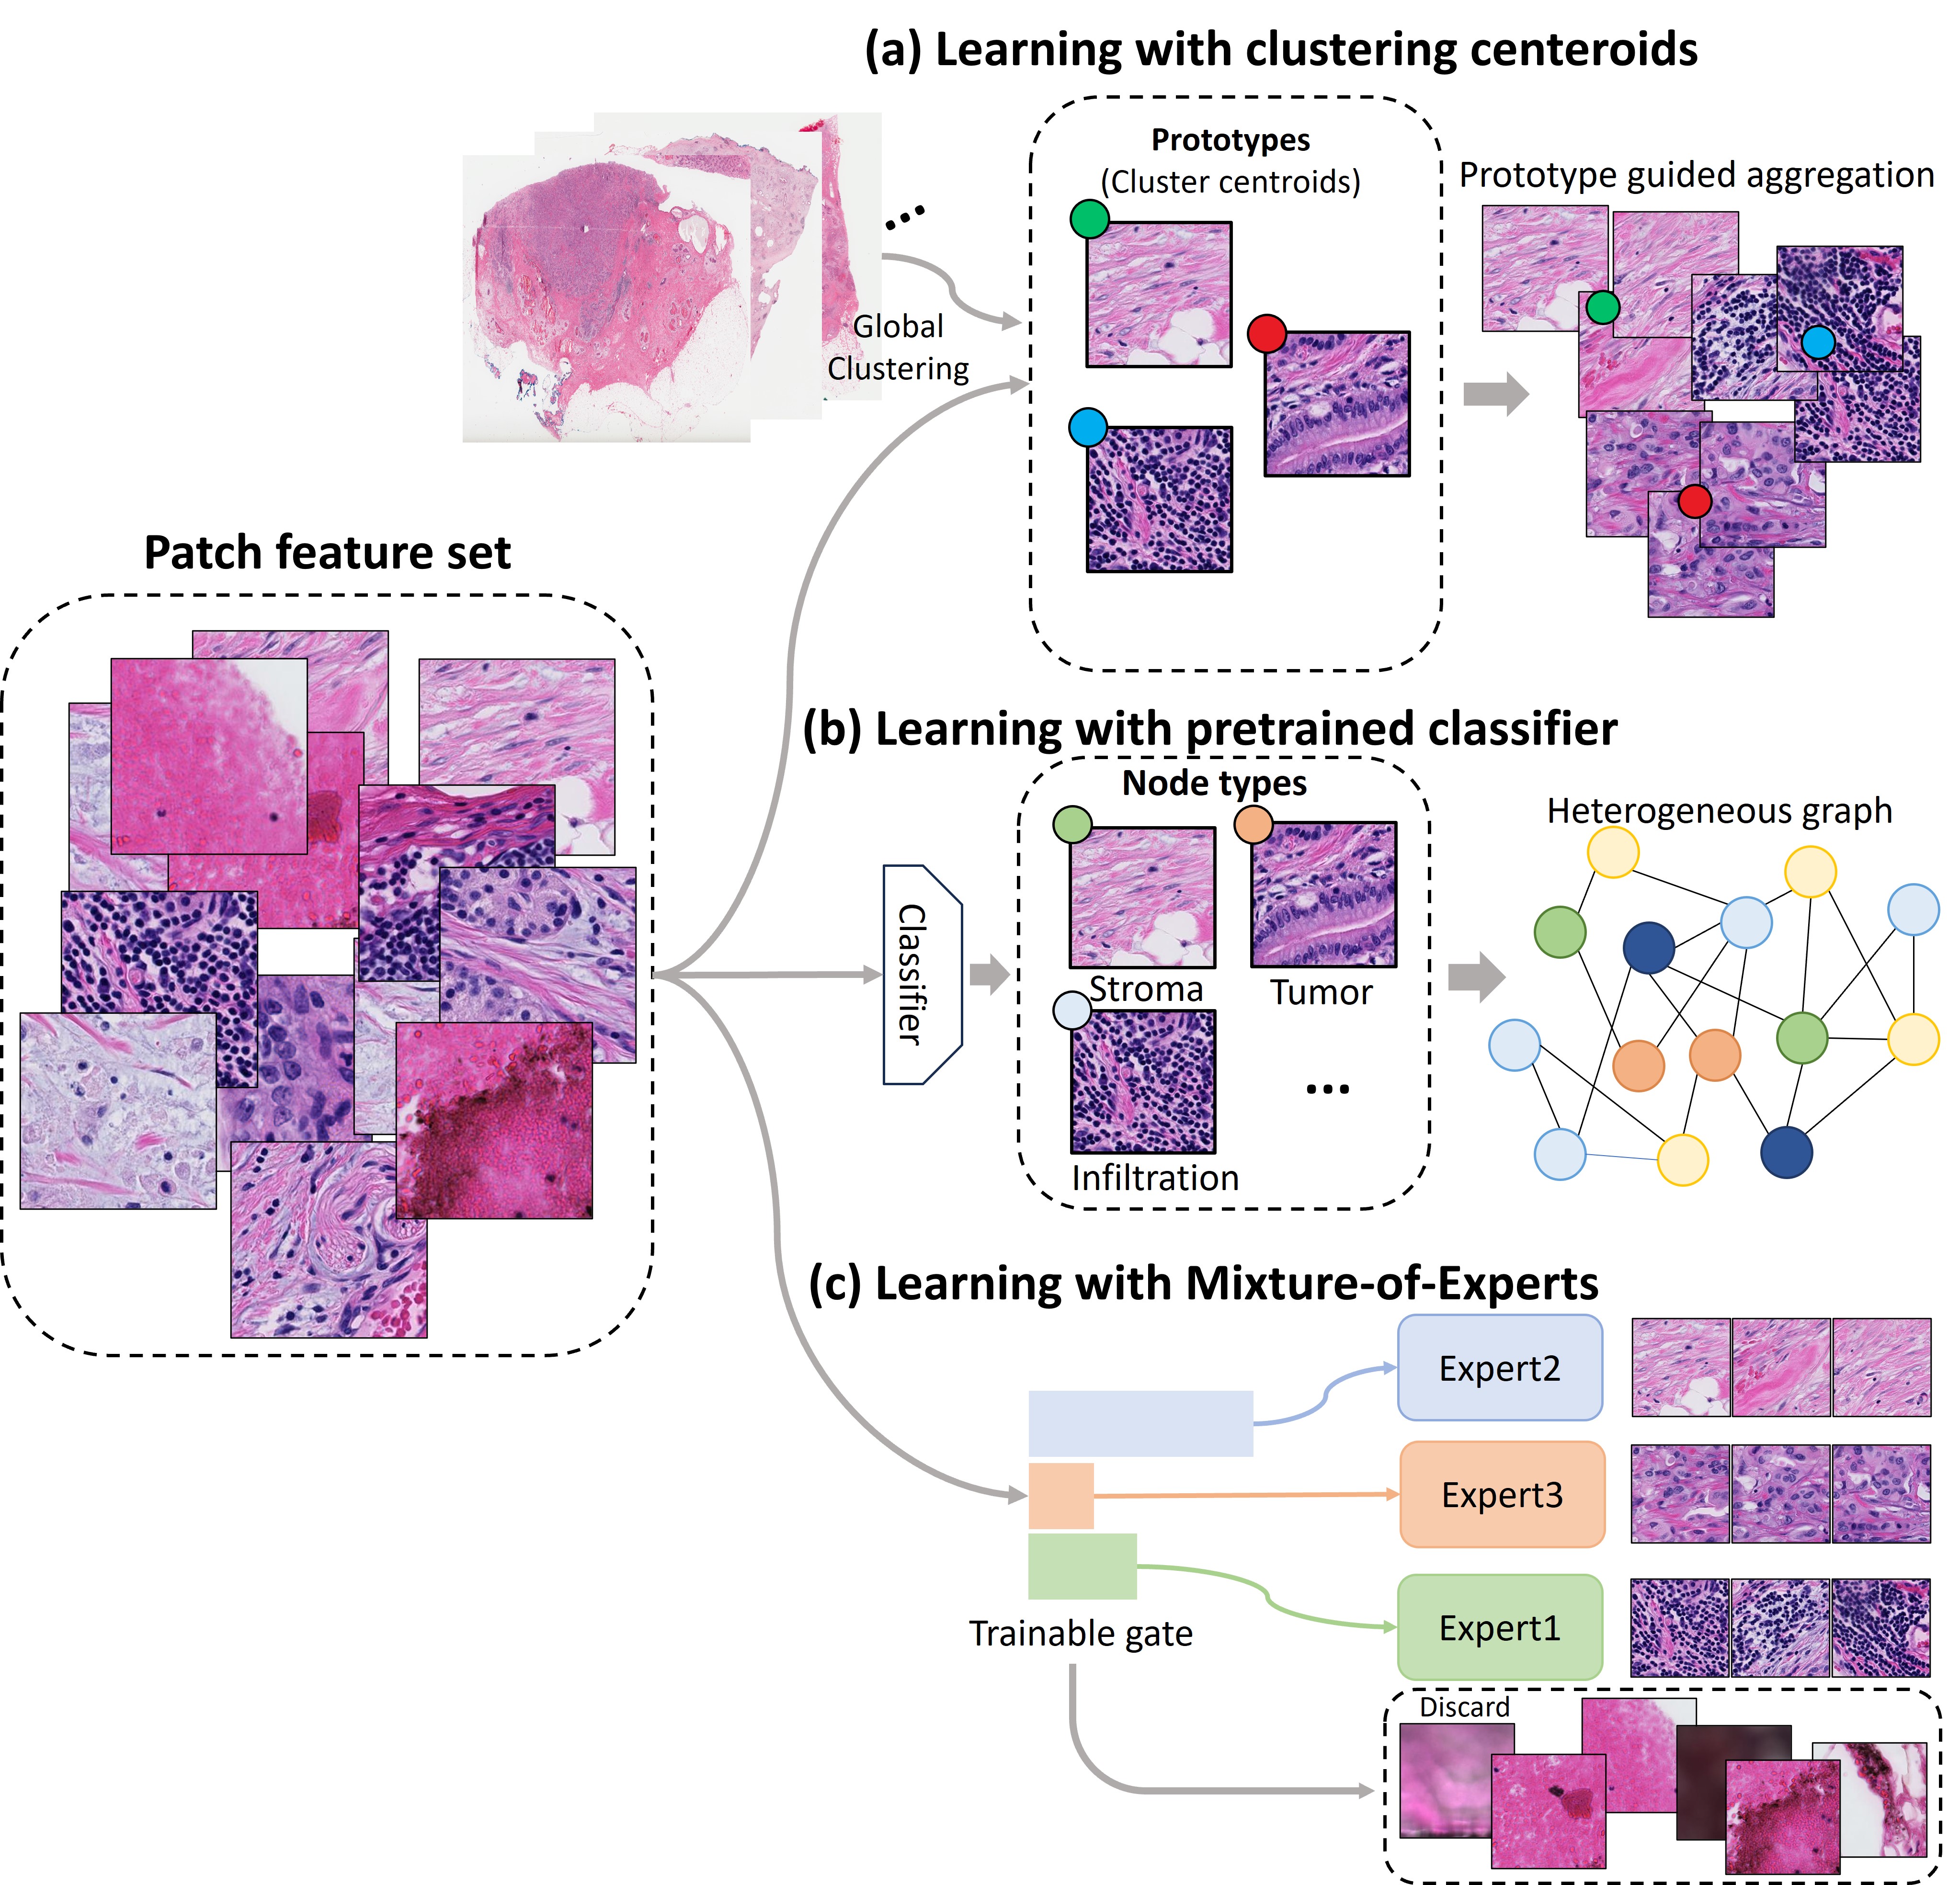 (a) Learning with clustering centeroids
Prototypes
(Cluster centroids)
Prototype guided aggregation
Global
Clustering
Patch feature set
(b) Learning with pretrained classifier
Node types
Heterogeneous graph
Classifier
Stroma
Tumor
Infiltration
...
(c) Learning with Mixture-of-Experts
Expert2
Expert3
Expert1
Trainable gate
Discard